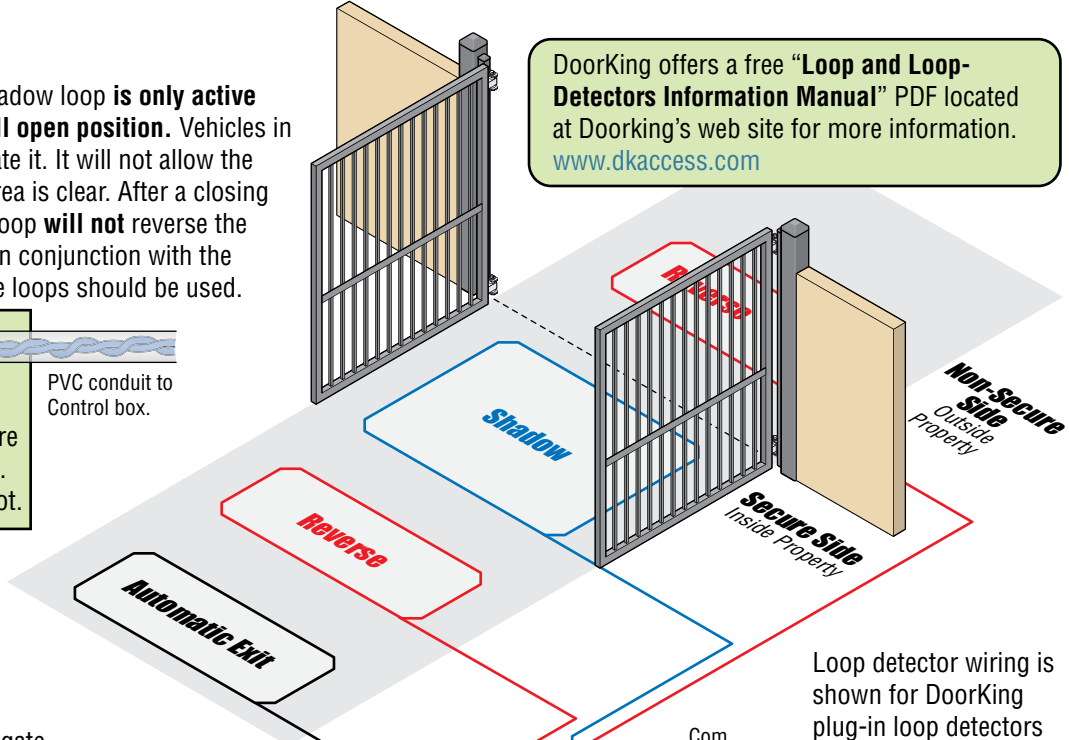 DoorKing offers a free “Loop and Loop-
Detectors Information Manual” PDF located
at Doorking's web site for more information.
www.dkaccess.com
adow loop is only active
ll open position. Vehicles in
ate it. It will not allow the
rea is clear. After a closing
oop will not reverse the
n conjunction with the
e loops should be used.
PVC conduit to
Control box.
re
.
ot.
Reverse
Shadow
Reverse
Automatic Exit
Non-Secure
Side
Outside
Property
Secure Side
Inside Property
Loop detector wiring is
shown for DoorKing
plug-in loop detectors
Com
gate